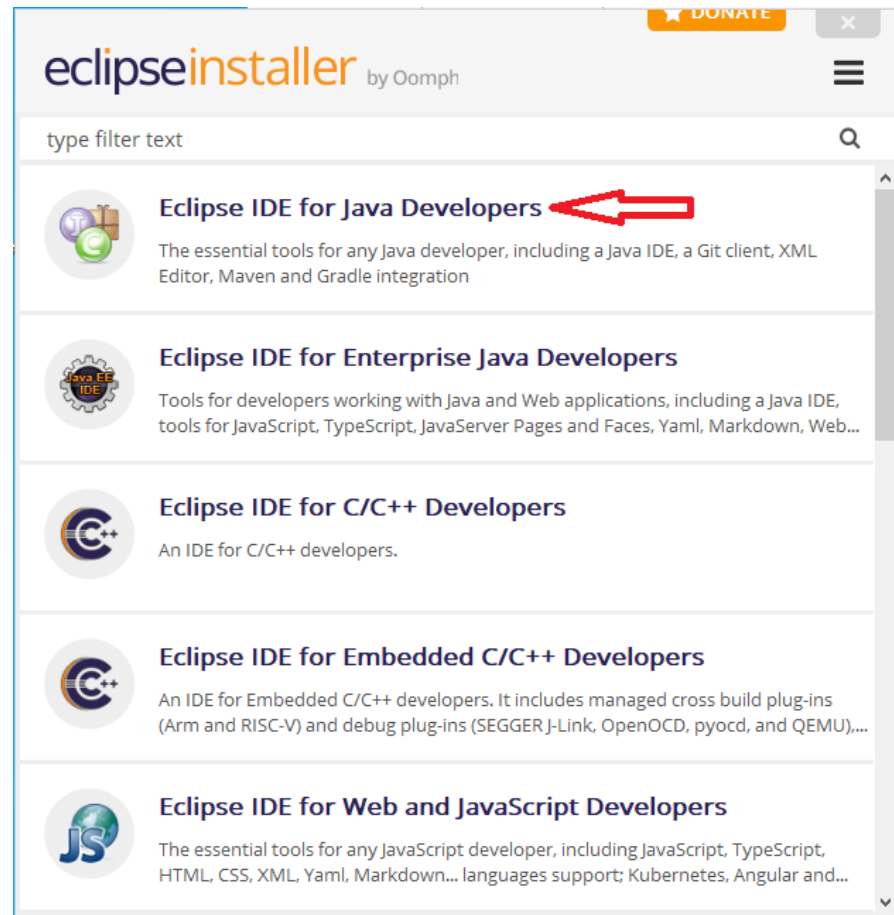 DONATE
eclipseinstaller by Oomph
type filter text
Eclipse IDE for Java Developers
The essential tools for any Java developer, including a Java IDE, a Git client, XML
Editor, Maven and Gradle integration
Java EE
IDE
Eclipse IDE for Enterprise Java Developers
Tools for developers working with Java and Web applications, including a Java IDE,
tools for JavaScript, TypeScript, JavaServer Pages and Faces, Yaml, Markdown, Web...
C++
Eclipse IDE for C/C++ Developers
An IDE for C/C++ developers.
C++
Eclipse IDE for Embedded C/C++ Developers
An IDE for Embedded C/C++ developers. It includes managed cross build plug-ins
(Arm and RISC-V) and debug plug-ins (SEGGER J-Link, OpenOCD, pyocd, and QEMU),...
JS
Eclipse IDE for Web and JavaScript Developers
The essential tools for any JavaScript developer, including JavaScript, TypeScript,
HTML, CSS, XML, Yaml, Markdown... languages support; Kubernetes, Angular and...